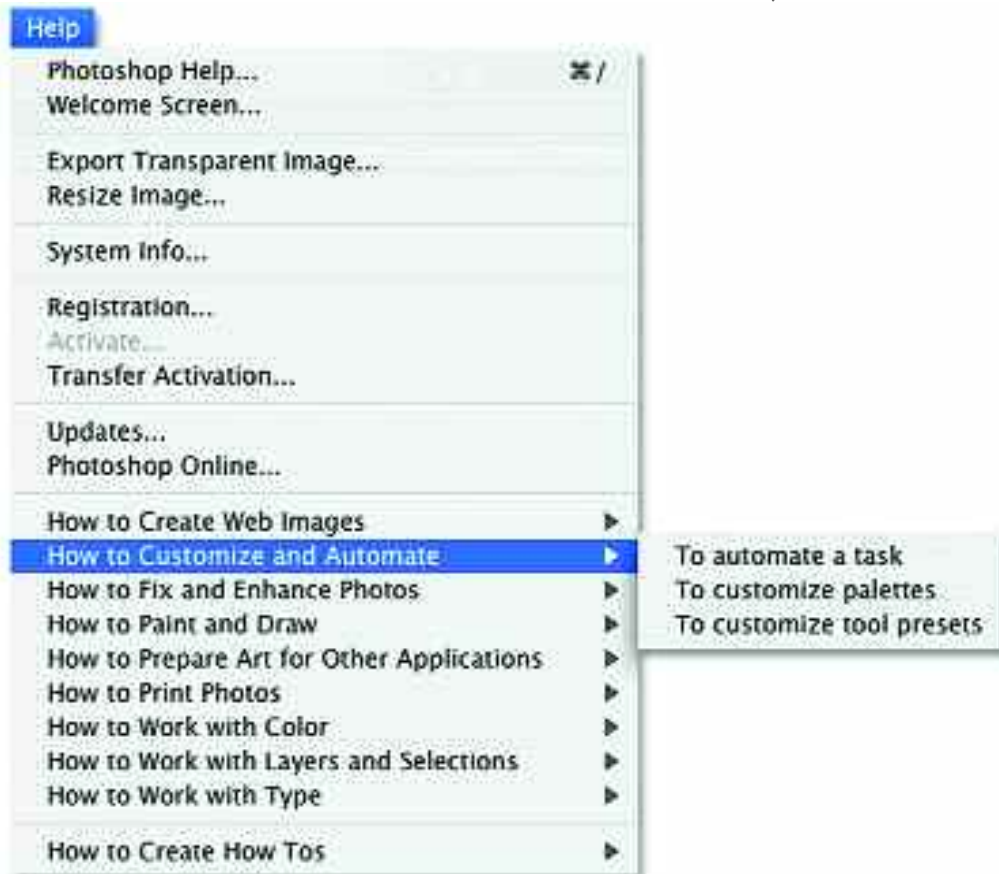 Help
Photoshop Help... ⌘/
Welcome Screen...
Export Transparent Image...
Resize Image...
System Info...
Registration...
Activate...
Transfer Activation...
Updates...
Photoshop Online...
How to Create Web Images
How to Customize and Automate
To automate a task
To customize palettes
To customize tool presets
How to Fix and Enhance Photos
How to Paint and Draw
How to Prepare Art for Other Applications
How to Print Photos
How to Work with Color
How to Work with Layers and Selections
How to Work with Type
How to Create How Tos